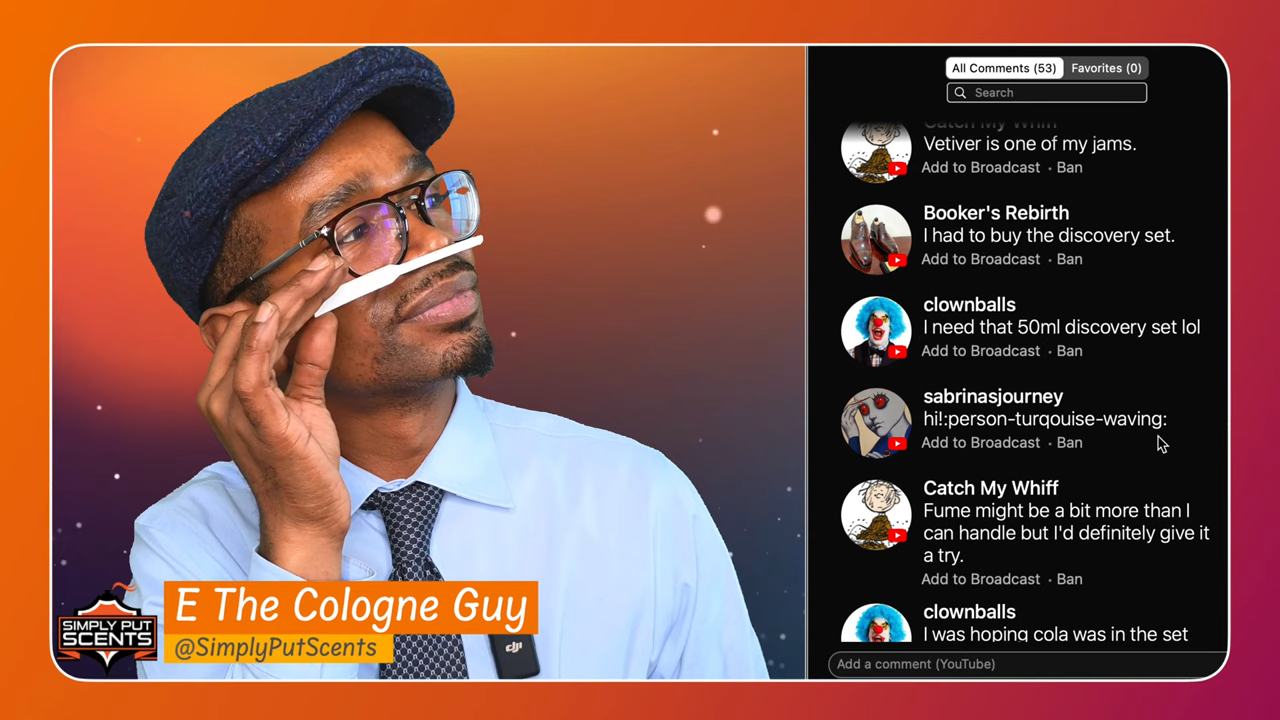 All Comments (53)
Favorites (0)
Search
Catch My Whiff
Vetiver is one of my jams.
Add to Broadcast · Ban
Booker's Rebirth
I had to buy the discovery set.
Add to Broadcast · Ban
clownballs
I need that 50ml discovery set lol
Add to Broadcast · Ban
sabrinasjourney
hi!:person-turqouise-waving:
Add to Broadcast · Ban
Catch My Whiff
Fume might be a bit more than I
can handle but I'd definitely give it
a try.
Add to Broadcast · Ban
clownballs
I was hoping cola was in the set
Add a comment (YouTube)
SIMPLY PUT
SCENTS
E The Cologne Guy
@SimplyPutScents
dji